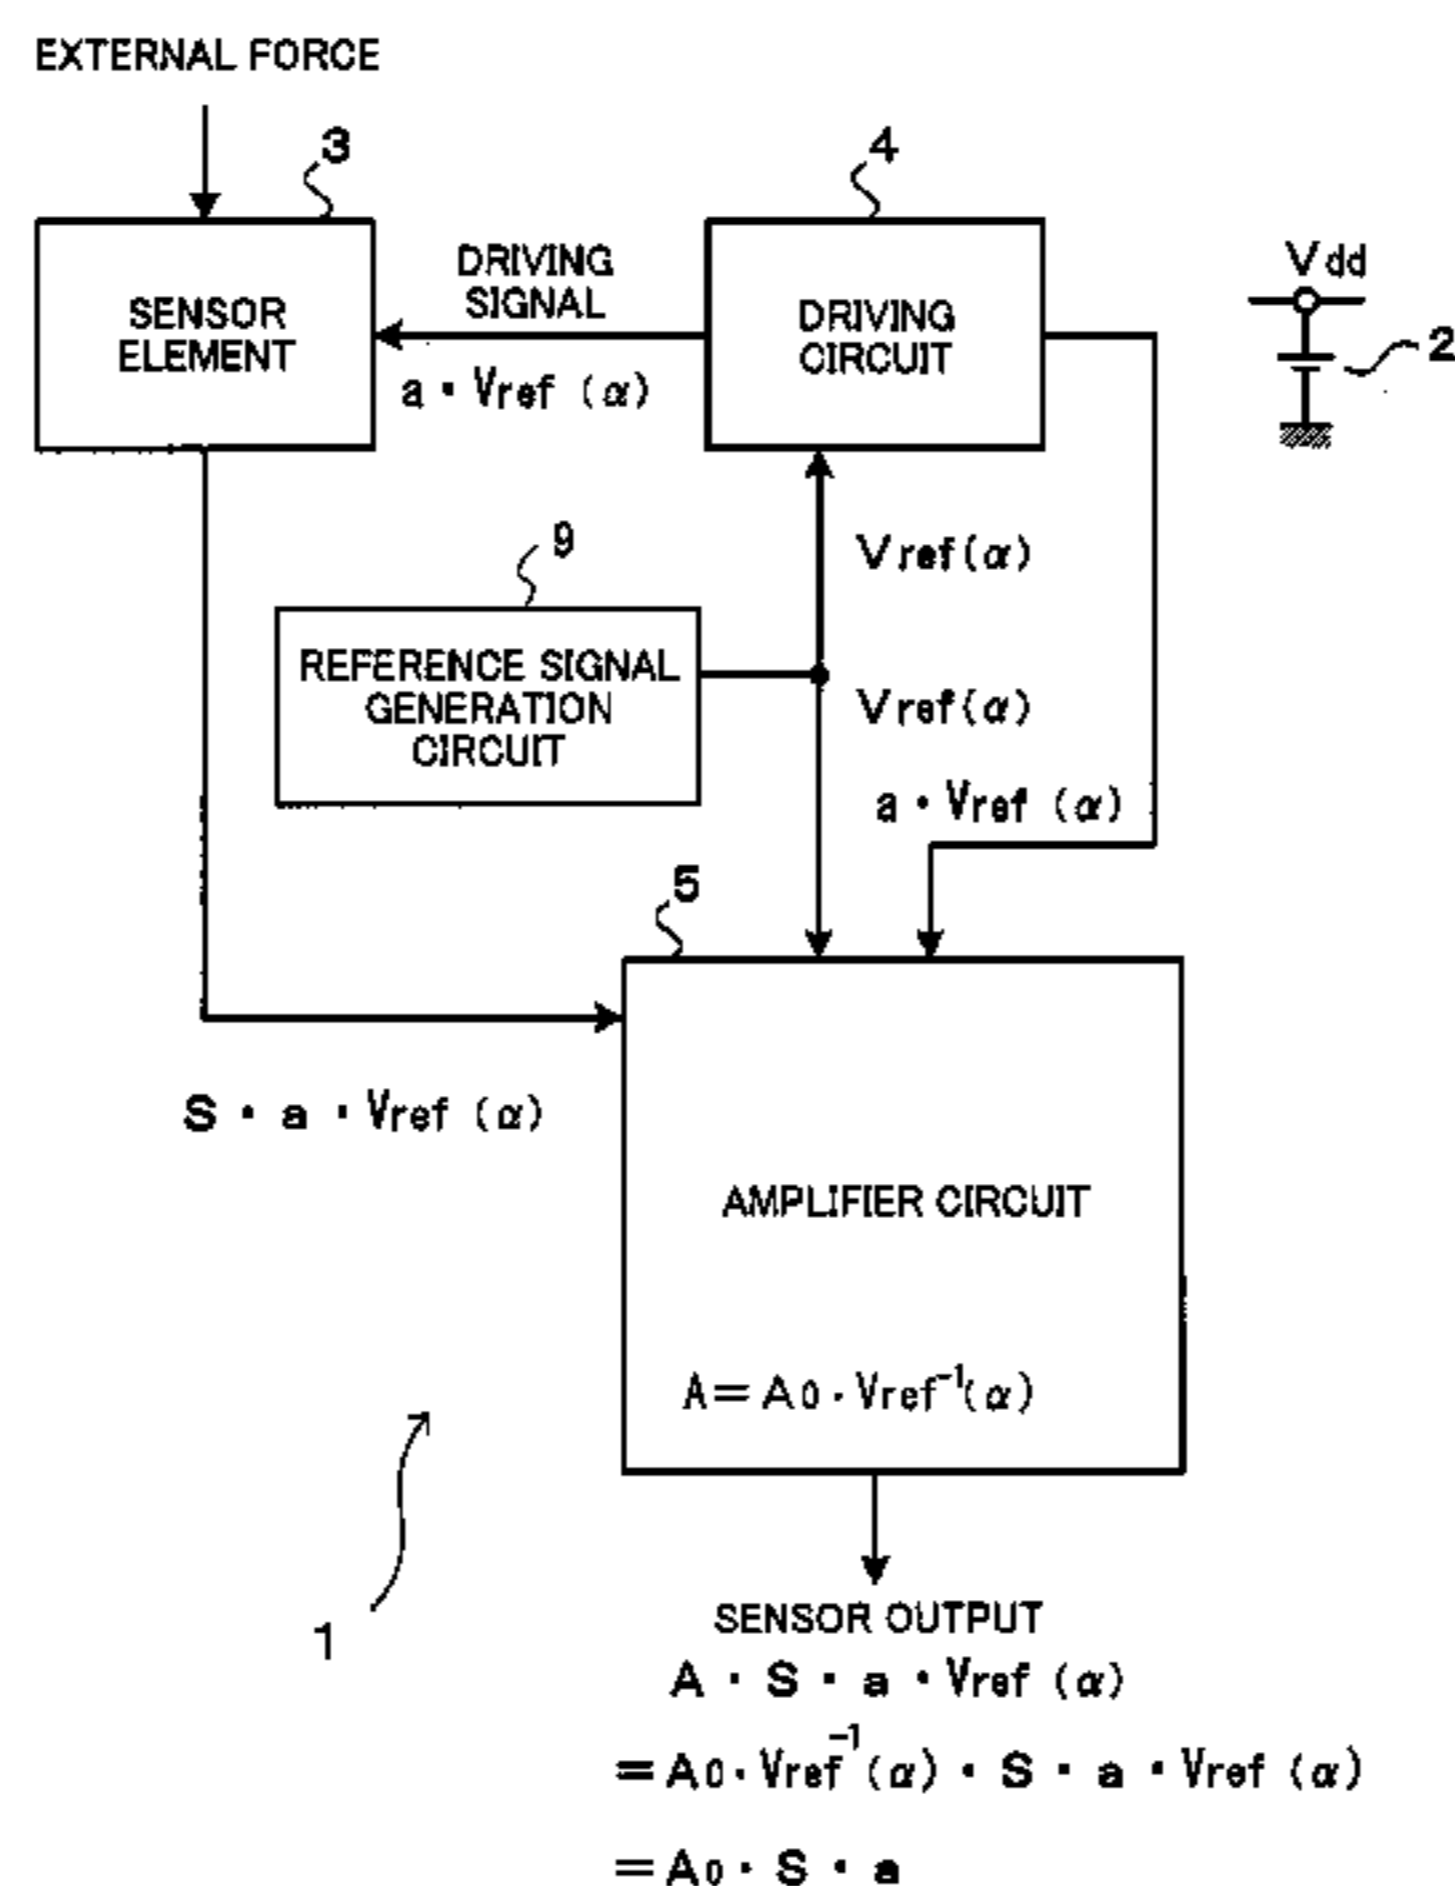 EXTERNAL FORCE
3
4
SENSOR
ELEMENT
DRIVING
SIGNAL
a・Vref (α)
DRIVING
CIRCUIT
Vdd
2
9
REFERENCE SIGNAL
GENERATION
CIRCUIT
Vref(α)
Vref(α)
a・Vref (α)
5
S・a・Vref (α)
AMPLIFIER CIRCUIT
A=A0・Vref⁻¹(α)
1
SENSOR OUTPUT
A・S・a・Vref (α)
=A0・Vref⁻¹(α)・S・a・Vref (α)
=A0・S・a